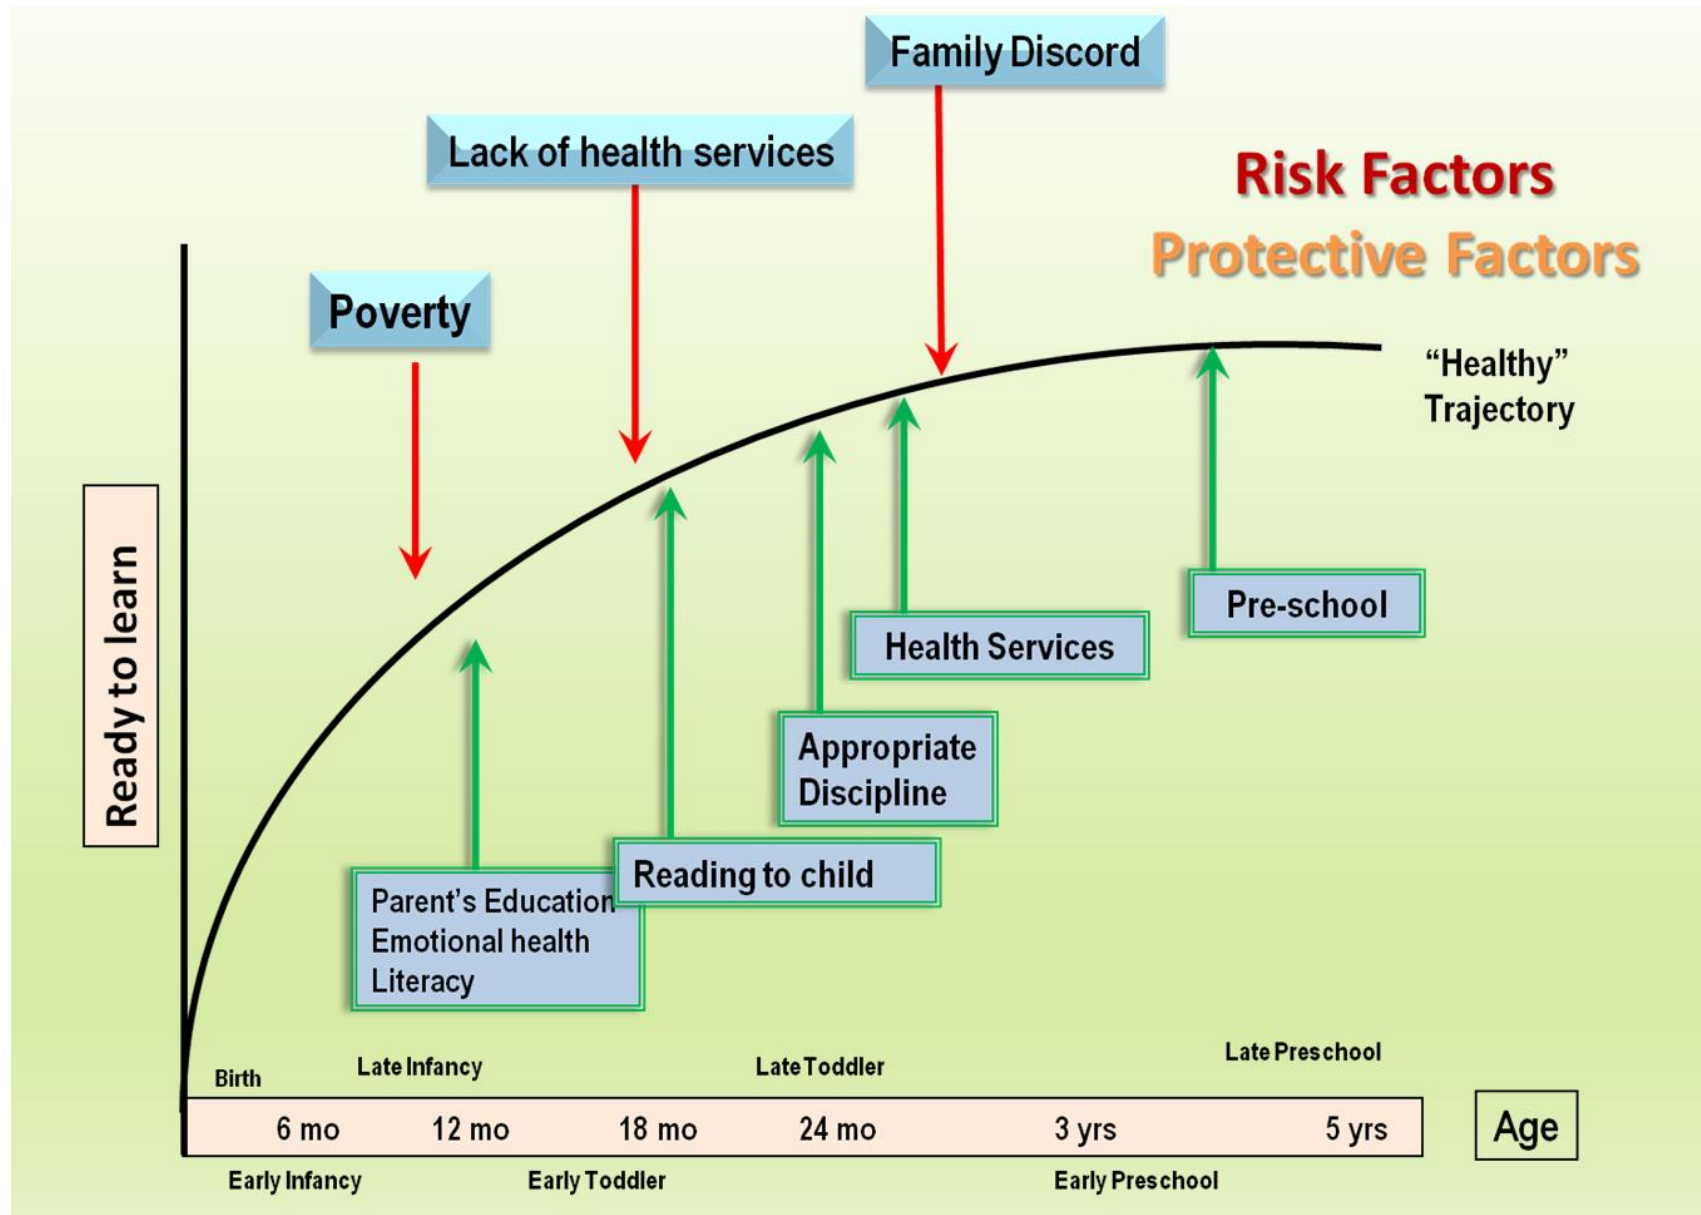 Family Discord
Lack of health services
Risk Factors
Protective Factors
Poverty
“Healthy”
Trajectory
Ready to learn
Pre-school
Health Services
Appropriate
Discipline
Reading to child
Parent’s Education
Emotional health
Literacy
Birth
Late Infancy
Late Toddler
Late Preschool
6 mo
12 mo
18 mo
24 mo
3 yrs
5 yrs
Age
Early Infancy
Early Toddler
Early Preschool